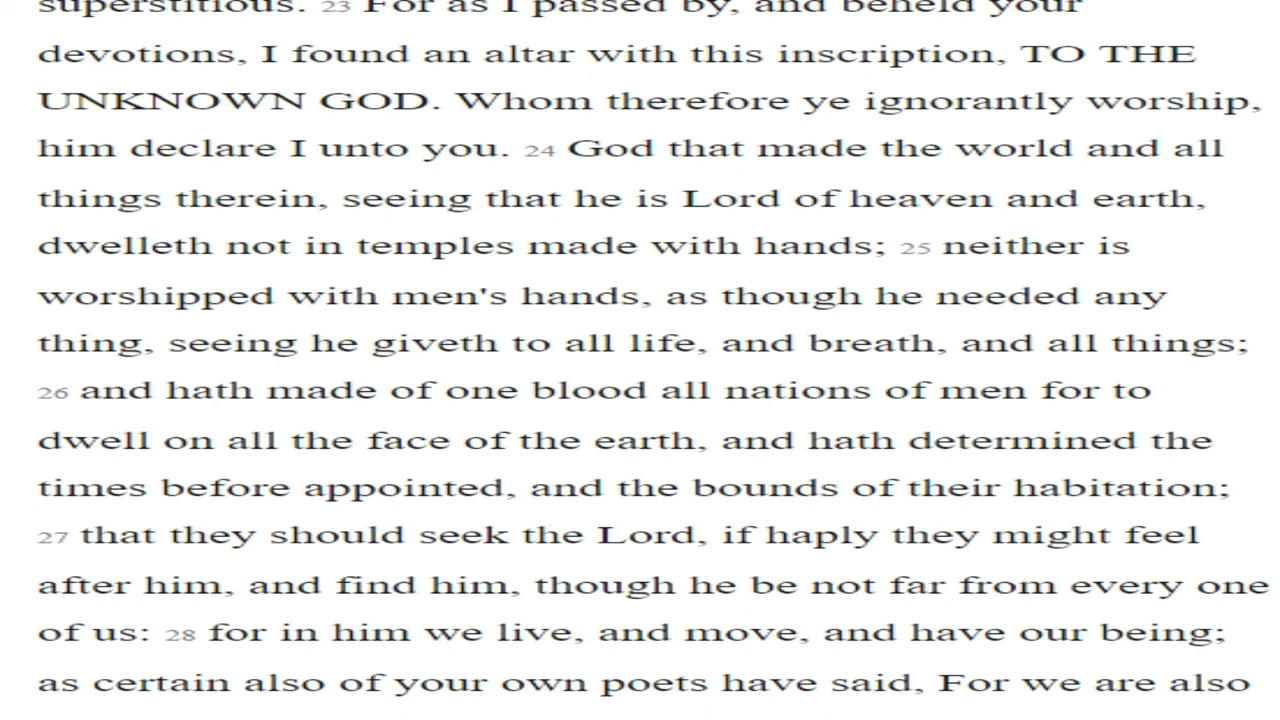 superstitious. 23 For as I passed by, and beheld your
devotions, I found an altar with this inscription, TO THE
UNKNOWN GOD. Whom therefore ye ignorantly worship,
him declare I unto you. 24 God that made the world and all
things therein, seeing that he is Lord of heaven and earth,
dwelleth not in temples made with hands; 25 neither is
worshipped with men's hands, as though he needed any
thing, seeing he giveth to all life, and breath, and all things;
26 and hath made of one blood all nations of men for to
dwell on all the face of the earth, and hath determined the
times before appointed, and the bounds of their habitation;
27 that they should seek the Lord, if haply they might feel
after him, and find him, though he be not far from every one
of us: 28 for in him we live, and move, and have our being;
as certain also of your own poets have said, For we are also